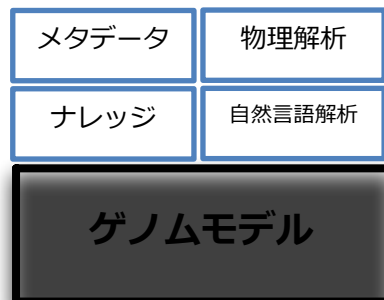 メタデータ
物理解析
ナレッジ
自然言語解析
ゲノムモデル